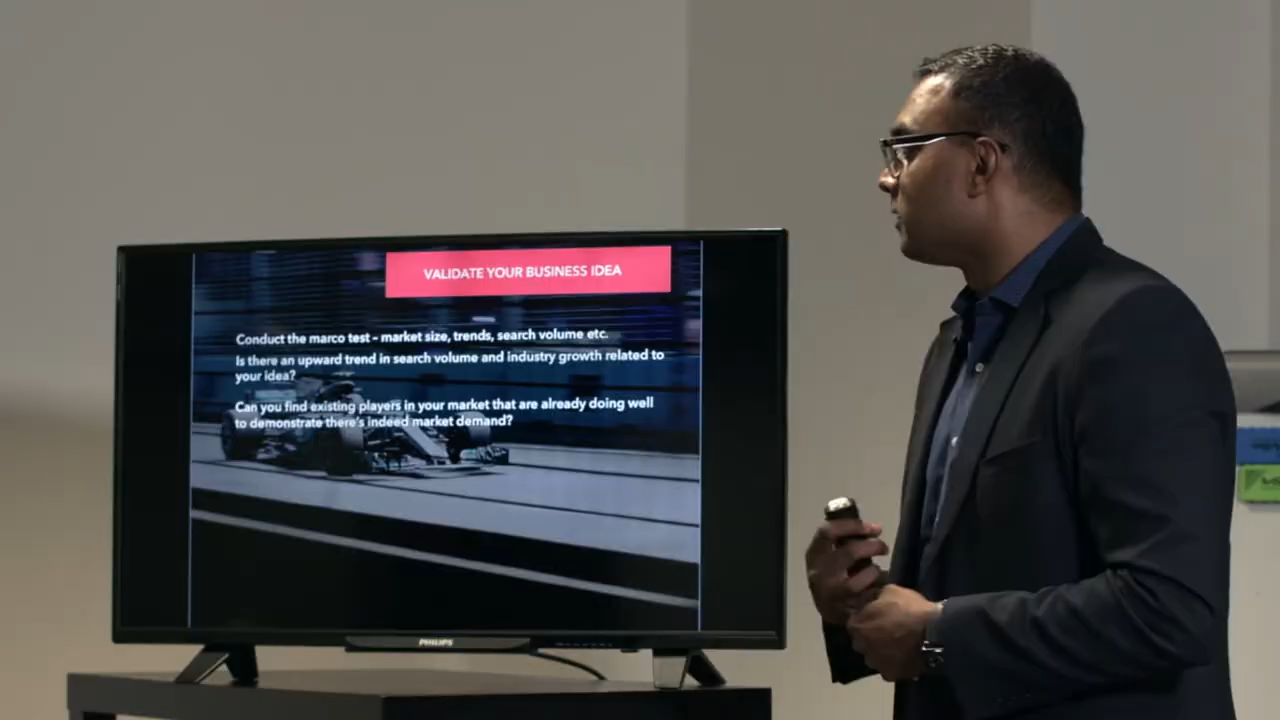 VALIDATE YOUR BUSINESS IDEA
Conduct the marco test – market size, trends, search volume etc.
Is there an upward trend in search volume and industry growth related to
your idea?
Can you find existing players in your market that are already doing well
to demonstrate there's indeed market demand?
PHILIPS